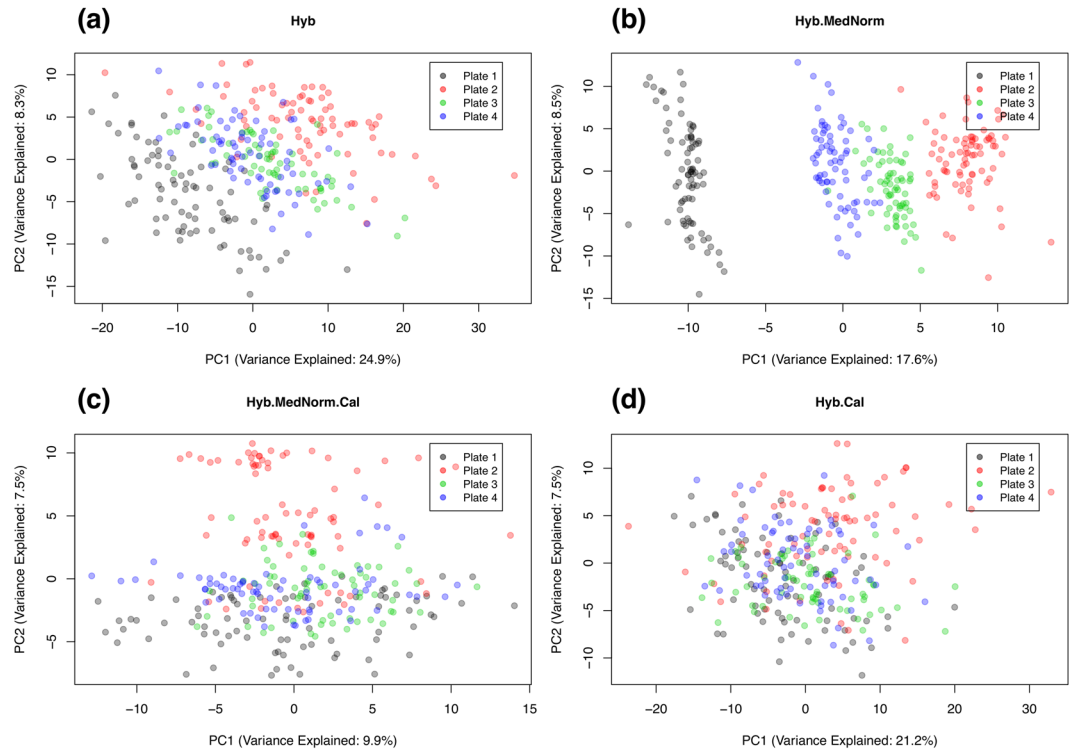 (a)
Hyb
PC2 (Variance Explained: 8.3%)
10
5
0
−5
−10
−15
Plate 1
Plate 2
Plate 3
Plate 4
−20 −10 0 10 20 30
PC1 (Variance Explained: 24.9%)
(b)
Hyb.MedNorm
PC2 (Variance Explained: 8.5%)
10
5
0
−5
−10
−15
Plate 1
Plate 2
Plate 3
Plate 4
−10 −5 0 5 10
PC1 (Variance Explained: 17.6%)
(c)
Hyb.MedNorm.Cal
PC2 (Variance Explained: 7.5%)
10
5
0
−5
Plate 1
Plate 2
Plate 3
Plate 4
−10 −5 0 5 10 15
PC1 (Variance Explained: 9.9%)
(d)
Hyb.Cal
PC2 (Variance Explained: 7.5%)
10
5
0
−5
−10
Plate 1
Plate 2
Plate 3
Plate 4
−20 −10 0 10 20 30
PC1 (Variance Explained: 21.2%)